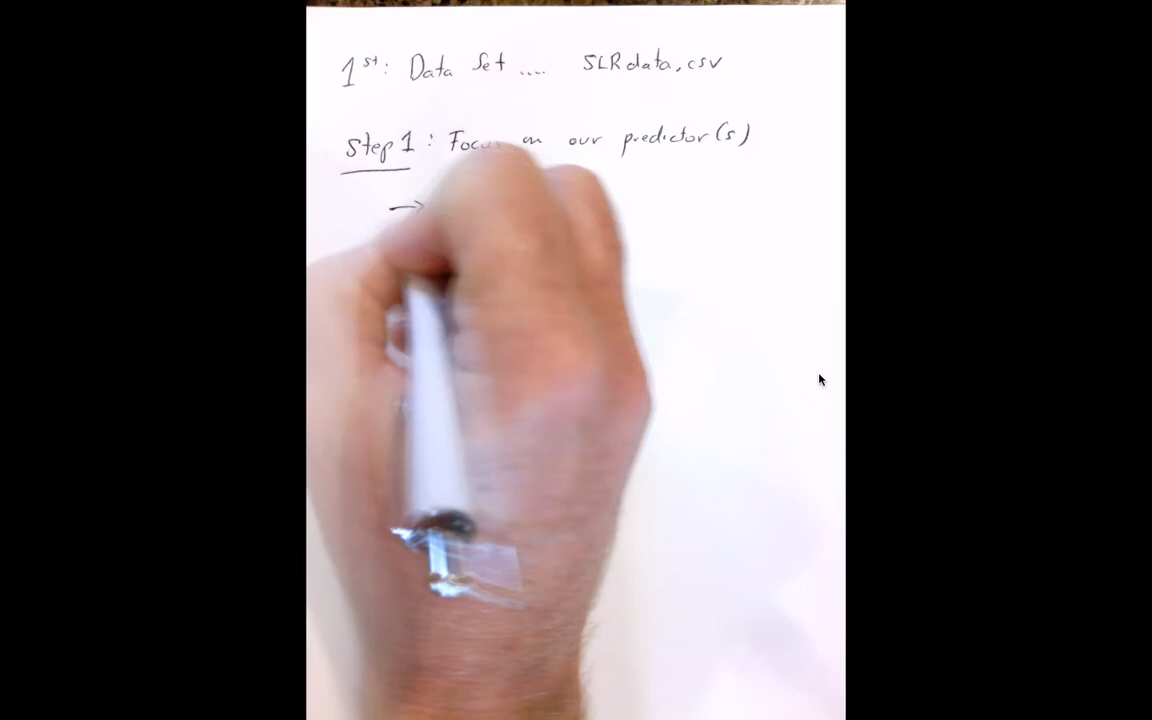 1st: Data Set .... SLRdata.csv
Step 1: Focus on our predictor(s)
→